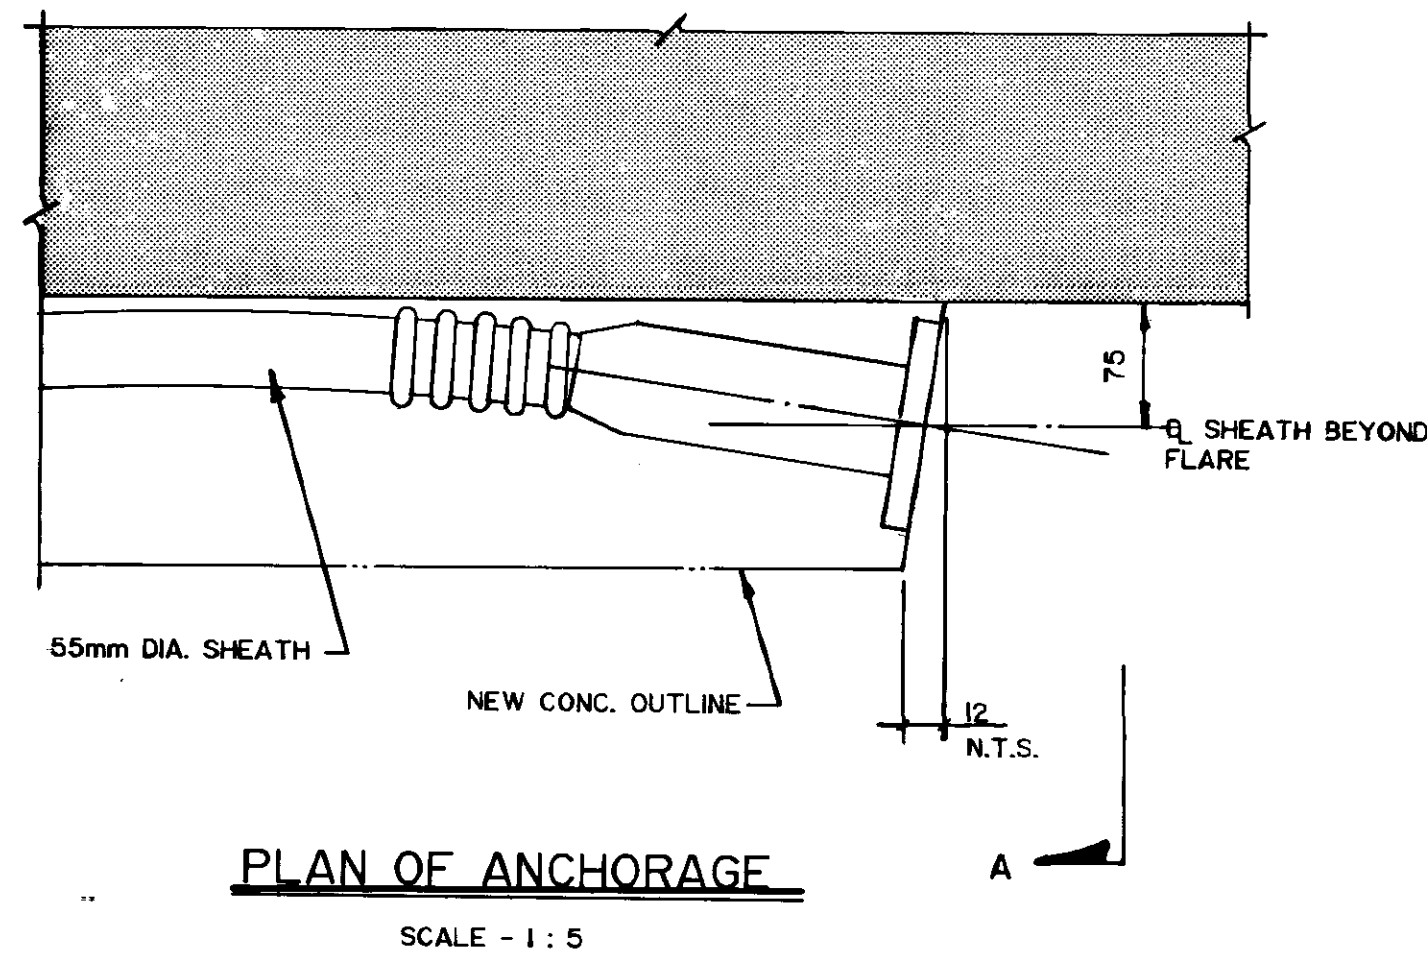 75
℄ SHEATH BEYOND
FLARE
55mm DIA. SHEATH
NEW CONC. OUTLINE
12
N.T.S.
A
PLAN OF ANCHORAGE
SCALE - 1 : 5